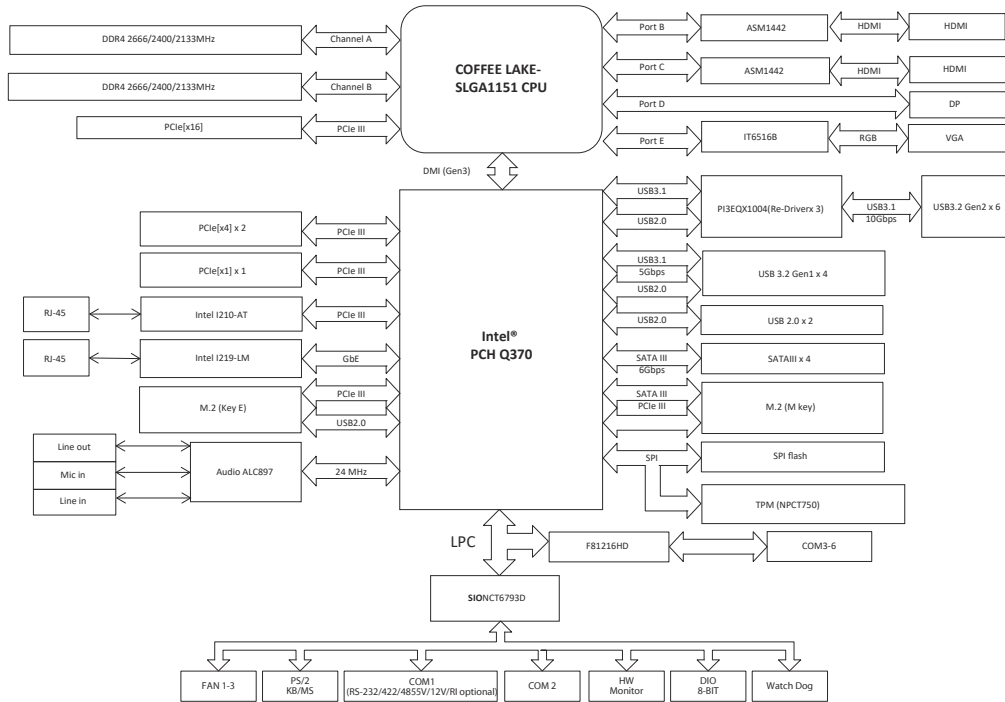 DDR4 2666/2400/2133MHz
Channel A
DDR4 2666/2400/2133MHz
Channel B
PCIe[x16]
PCIe III
COFFEE LAKE-
SLGA1151 CPU
Port B
ASM1442
HDMI
HDMI
Port C
ASM1442
HDMI
HDMI
Port D
DP
Port E
IT6516B
RGB
VGA
DMI (Gen3)
PCIe[x4] x 2
PCIe III
PCIe[x1] x 1
PCIe III
RJ-45
Intel I210-AT
PCIe III
RJ-45
Intel I219-LM
GbE
M.2 (Key E)
PCIe III
USB2.0
Line out
Mic in
Line in
Audio ALC897
24 MHz
Intel®
PCH Q370
USB3.1
USB2.0
PI3EQX1004(Re-Driverx 3)
USB3.1
10Gbps
USB3.2 Gen2 x 6
USB3.1
5Gbps
USB2.0
USB 3.2 Gen1 x 4
USB2.0
USB 2.0 x 2
SATA III
6Gbps
SATAIII x 4
SATA III
PCIe III
M.2 (M key)
SPI
SPI flash
TPM (NPCT750)
LPC
F81216HD
COM3-6
SIONCT6793D
FAN 1-3
PS/2
KB/MS
COM1
(RS-232/422/4855V/12V/RI optional)
COM 2
HW
Monitor
DIO
8-BIT
Watch Dog